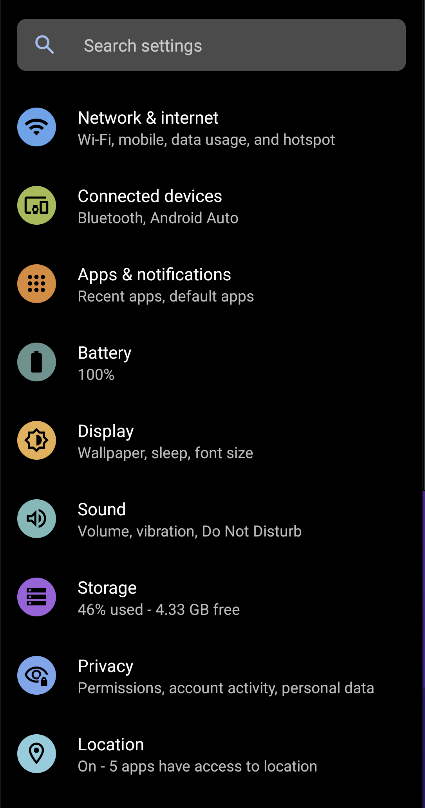 Search settings
Network & internet
Wi-Fi, mobile, data usage, and hotspot
Connected devices
Bluetooth, Android Auto
Apps & notifications
Recent apps, default apps
Battery
100%
Display
Wallpaper, sleep, font size
Sound
Volume, vibration, Do Not Disturb
Storage
46% used - 4.33 GB free
Privacy
Permissions, account activity, personal data
Location
On - 5 apps have access to location